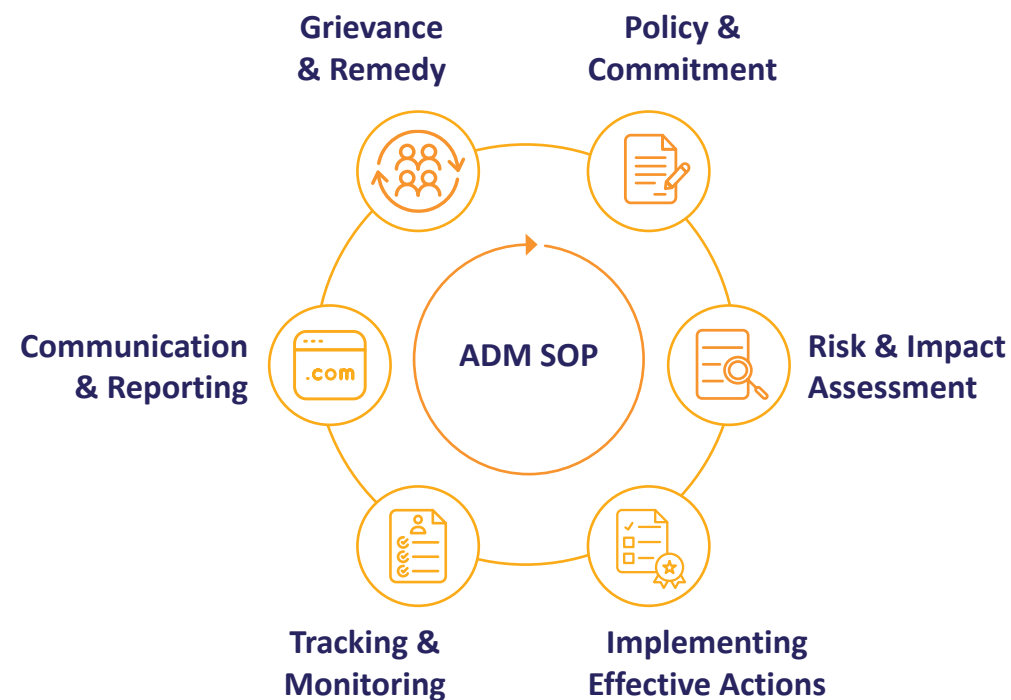 Grievance
& Remedy
Policy &
Commitment
Communication
& Reporting
.com
ADM SOP
Risk & Impact
Assessment
Tracking &
Monitoring
Implementing
Effective Actions